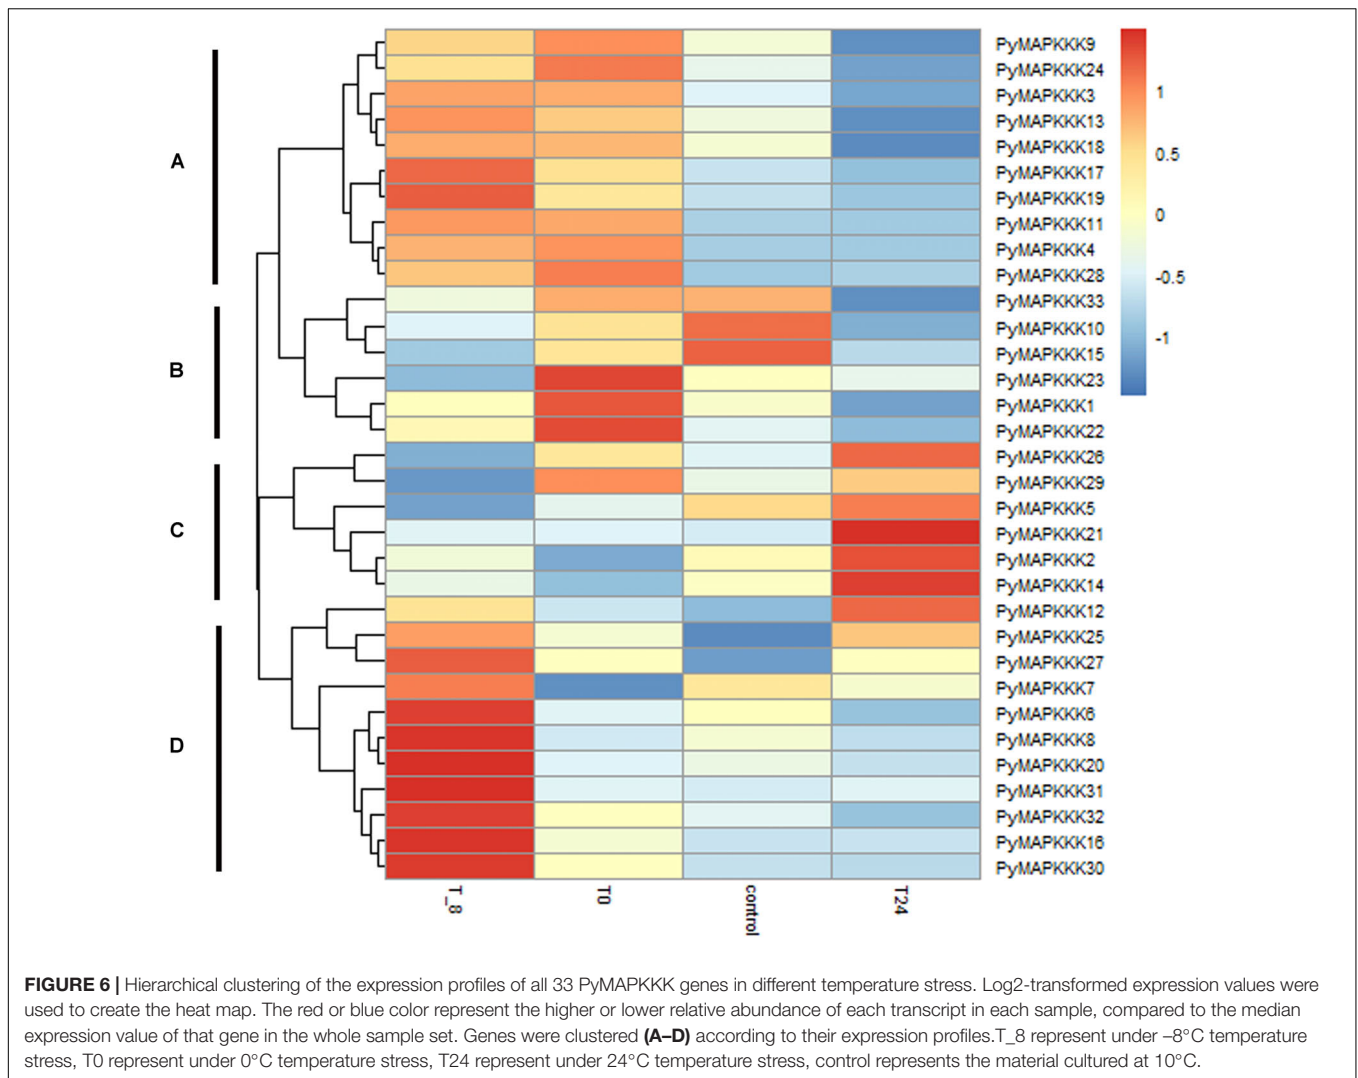 PyMAPKKK9
PyMAPKKK24
PyMAPKKK3
PyMAPKKK13
PyMAPKKK18
PyMAPKKK17
PyMAPKKK19
PyMAPKKK11
PyMAPKKK4
PyMAPKKK28
PyMAPKKK33
PyMAPKKK10
PyMAPKKK15
PyMAPKKK23
PyMAPKKK1
PyMAPKKK22
PyMAPKKK26
PyMAPKKK29
PyMAPKKK5
PyMAPKKK21
PyMAPKKK2
PyMAPKKK14
PyMAPKKK12
PyMAPKKK25
PyMAPKKK27
PyMAPKKK7
PyMAPKKK6
PyMAPKKK8
PyMAPKKK20
PyMAPKKK31
PyMAPKKK32
PyMAPKKK16
PyMAPKKK30
A
B
C
D
1
0.5
0
-0.5
-1
T_8
T0
control
T24
FIGURE 6 | Hierarchical clustering of the expression profiles of all 33 PyMAPKKK genes in different temperature stress. Log2-transformed expression values were
used to create the heat map. The red or blue color represent the higher or lower relative abundance of each transcript in each sample, compared to the median
expression value of that gene in the whole sample set. Genes were clustered (A–D) according to their expression profiles.T_8 represent under –8°C temperature
stress, T0 represent under 0°C temperature stress, T24 represent under 24°C temperature stress, control represents the material cultured at 10°C.